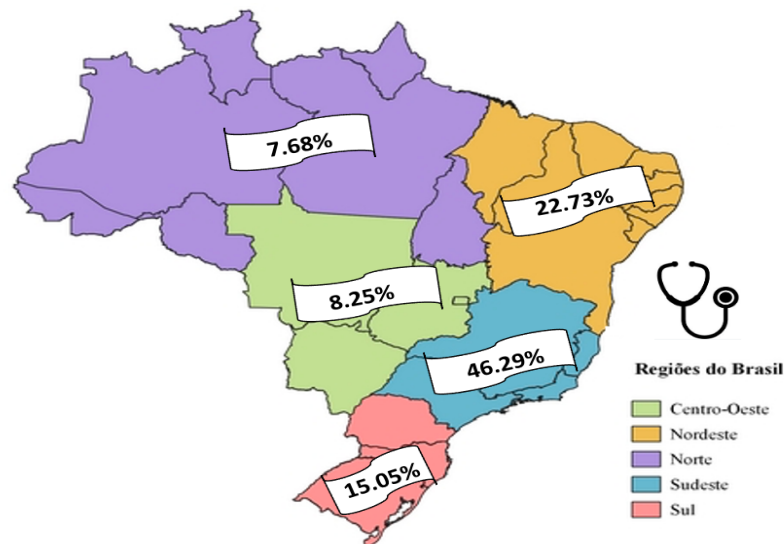 7.68%
22.73%
8.25%
46.29%
15.05%
Regiões do Brasil
Centro-Oeste
Nordeste
Norte
Sudeste
Sul